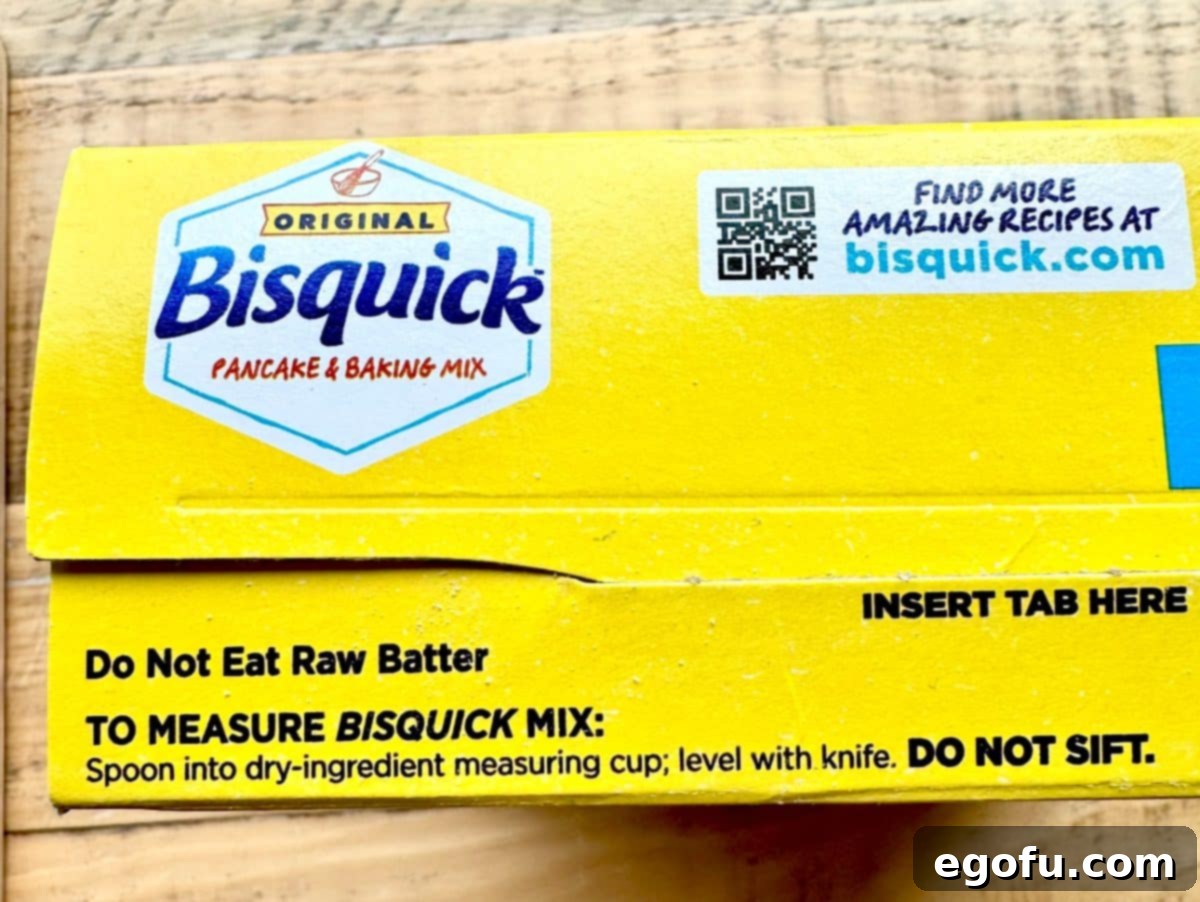 ORIGINAL
Bisquick™
PANCAKE & BAKING MIX
FIND MORE
AMAZING RECIPES AT
bisquick.com
INSERT TAB HERE
Do Not Eat Raw Batter
TO MEASURE BISQUICK MIX:
Spoon into dry-ingredient measuring cup; level with knife. DO NOT SIFT.
egofu.com